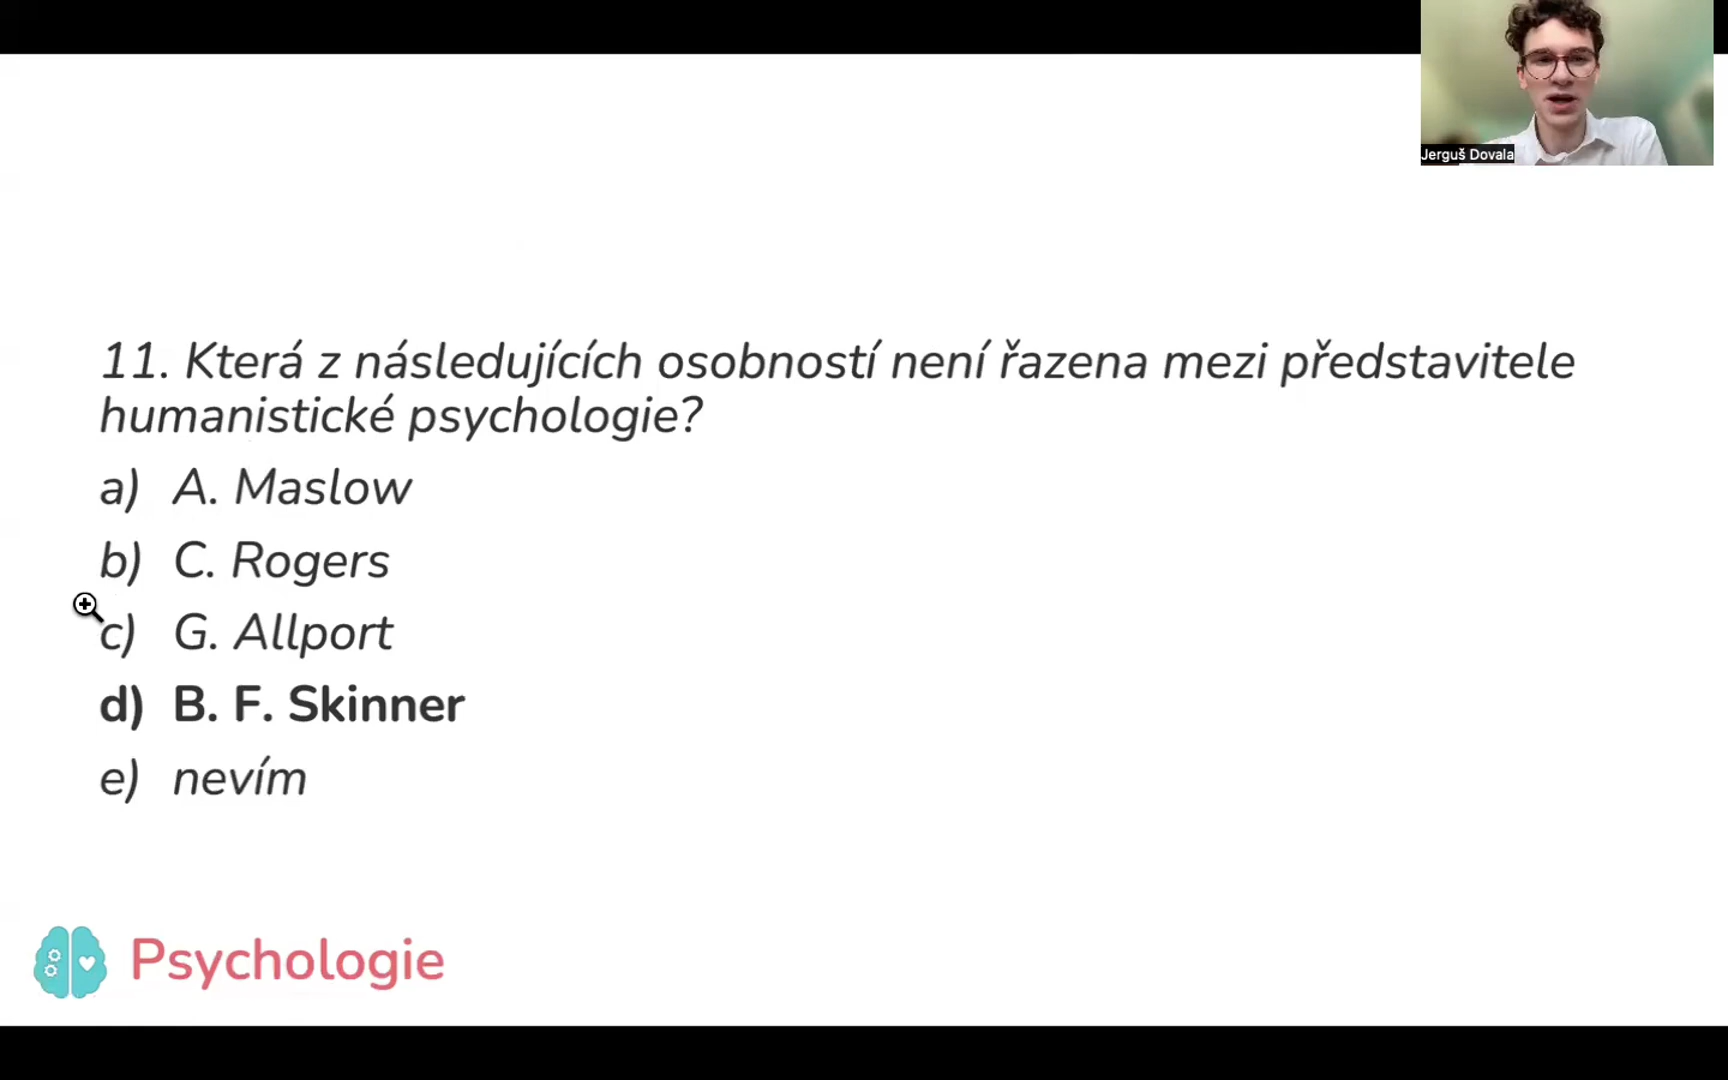 Jerguš Dovala
11. Která z následujících osobností není řazena mezi představitele
humanistické psychologie?
a) A. Maslow
b) C. Rogers
c) G. Allport
d) B. F. Skinner
e) nevím
Psychologie